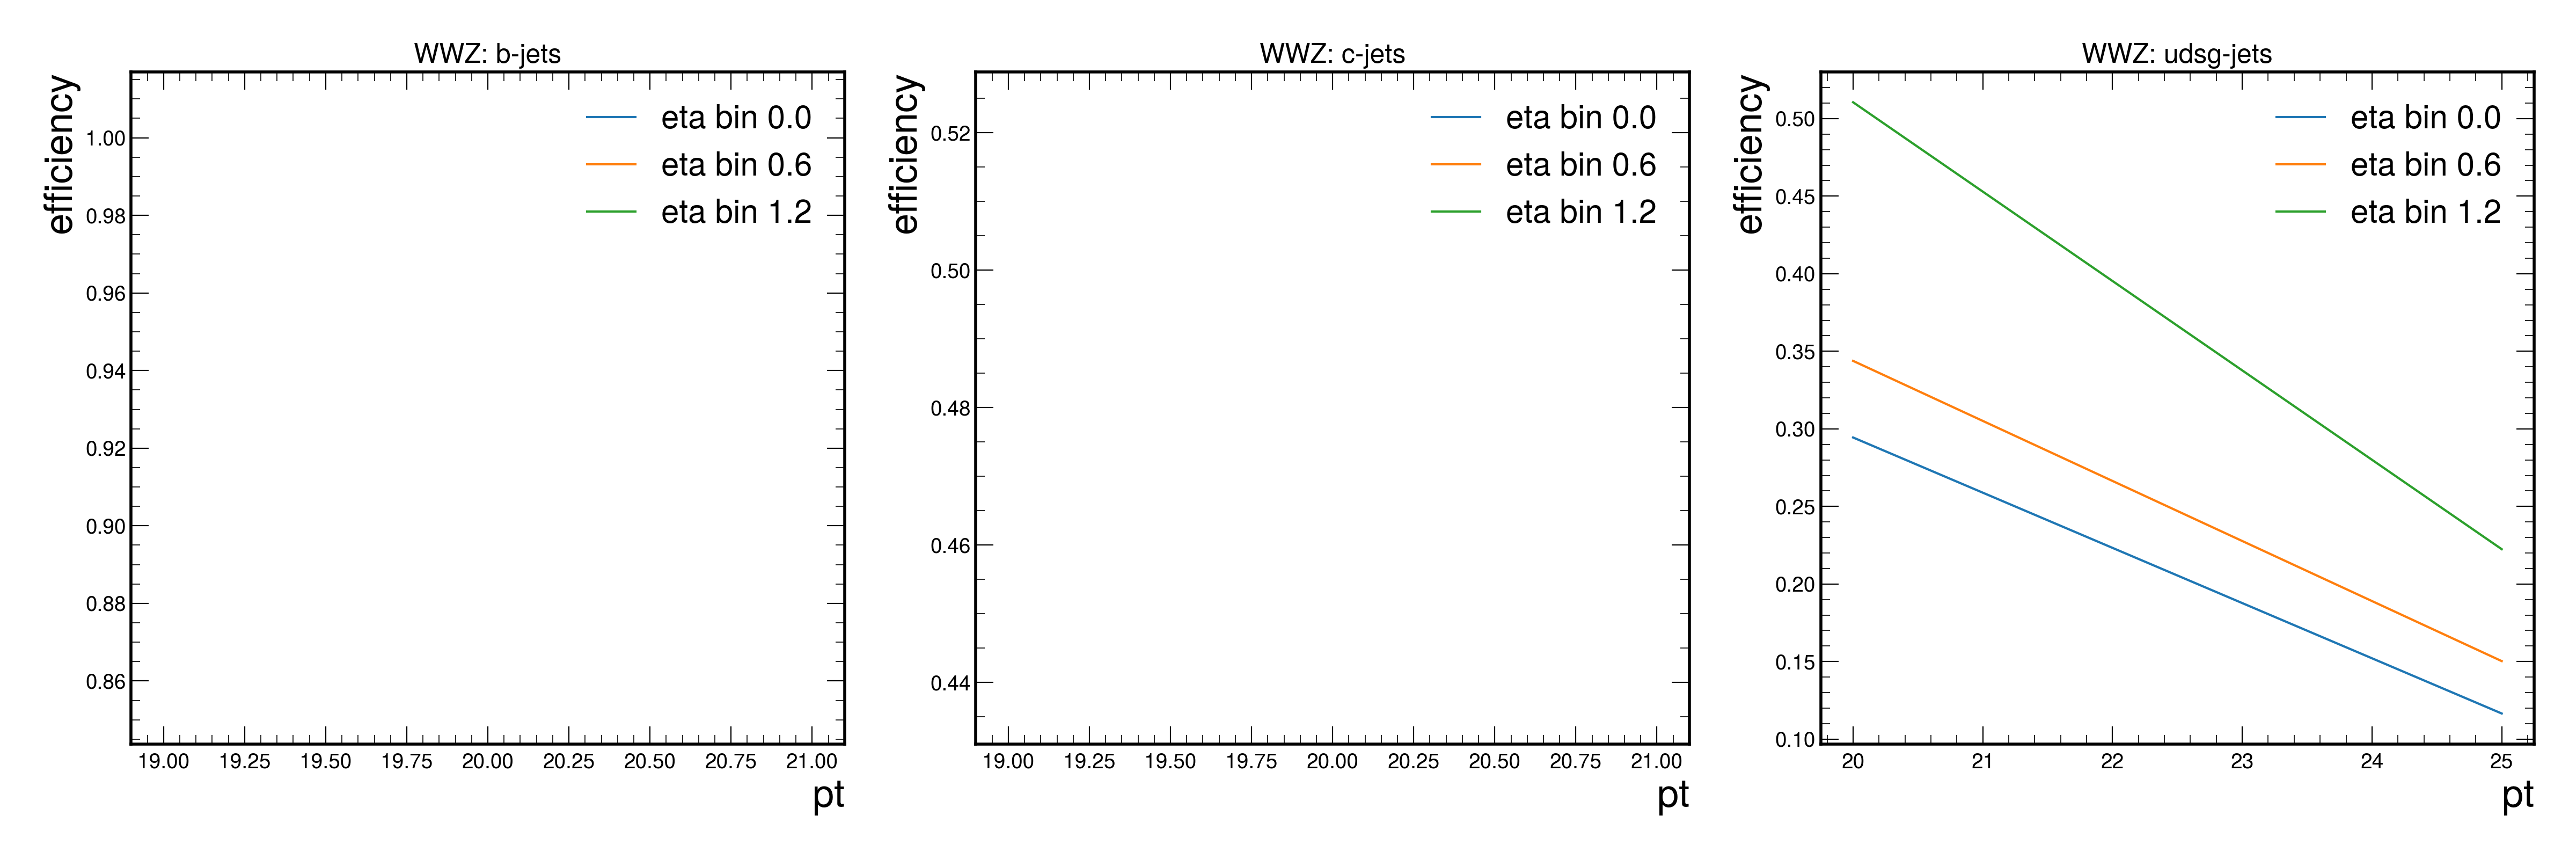 WWZ: b-jets
efficiency
1.00
0.98
0.96
0.94
0.92
0.90
0.88
0.86
eta bin 0.0
eta bin 0.6
eta bin 1.2
19.00 19.25 19.50 19.75 20.00 20.25 20.50 20.75 21.00
pt
WWZ: c-jets
efficiency
0.52
0.50
0.48
0.46
0.44
eta bin 0.0
eta bin 0.6
eta bin 1.2
19.00 19.25 19.50 19.75 20.00 20.25 20.50 20.75 21.00
pt
WWZ: udsg-jets
efficiency
0.50
0.45
0.40
0.35
0.30
0.25
0.20
0.15
0.10
eta bin 0.0
eta bin 0.6
eta bin 1.2
20 21 22 23 24 25
pt